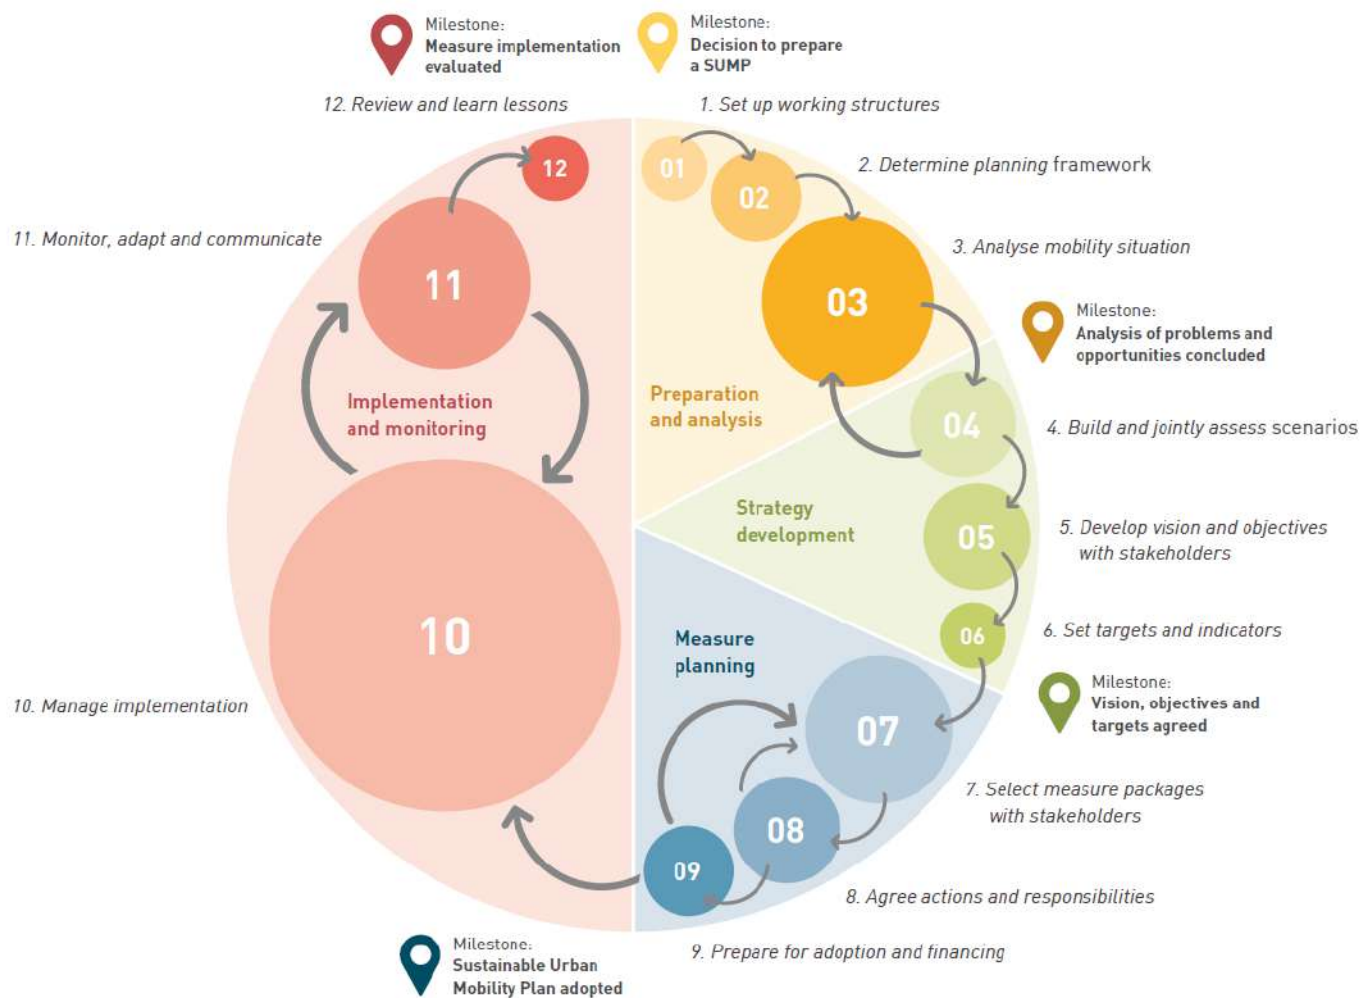 Milestone:
Measure implementation
evaluated
Milestone:
Decision to prepare
a SUMP
12. Review and learn lessons
1. Set up working structures
12
01
02
2. Determine planning framework
11. Monitor, adapt and communicate
11
03
3. Analyse mobility situation
Milestone:
Analysis of problems and
opportunities concluded
Implementation
and monitoring
Preparation
and analysis
04
4. Build and jointly assess scenarios
Strategy
development
05
5. Develop vision and objectives
with stakeholders
10
Measure
planning
06
6. Set targets and indicators
10. Manage implementation
Milestone:
Vision, objectives and
targets agreed
07
7. Select measure packages
with stakeholders
08
09
8. Agree actions and responsibilities
9. Prepare for adoption and financing
Milestone:
Sustainable Urban
Mobility Plan adopted